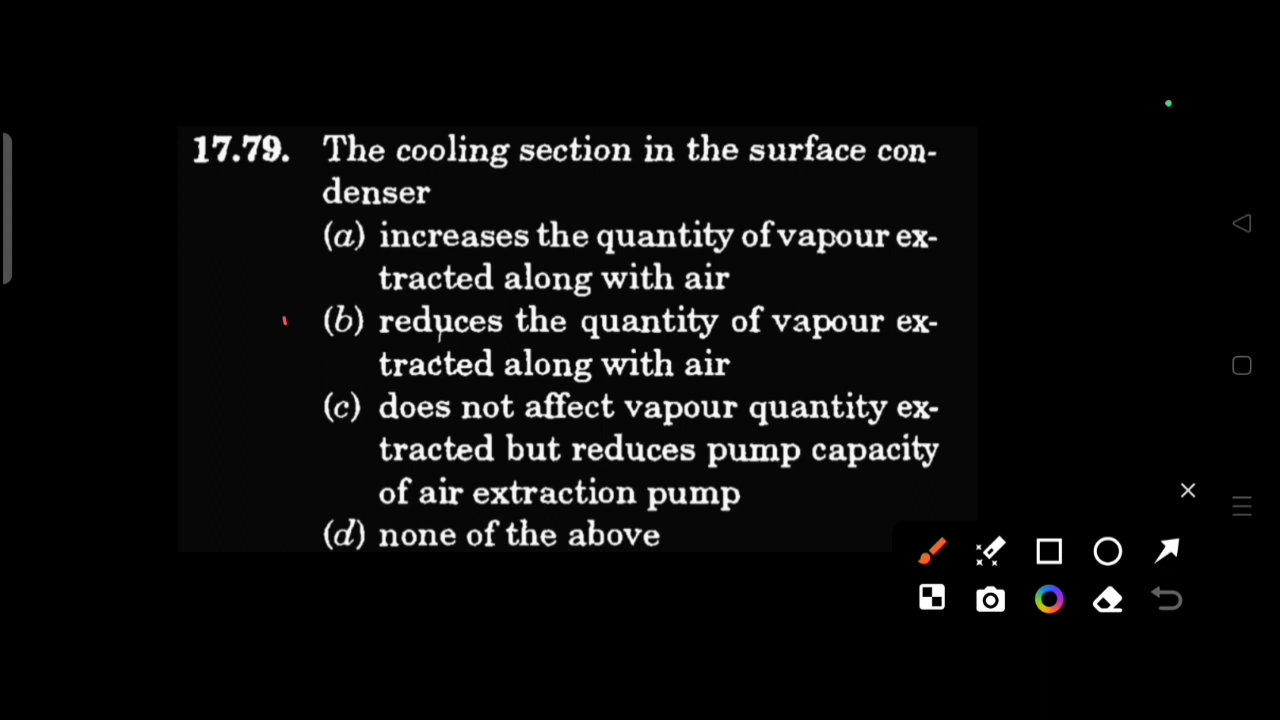 17.79. The cooling section in the surface con-
denser
(a) increases the quantity of vapour ex-
tracted along with air
(b) reduces the quantity of vapour ex-
tracted along with air
(c) does not affect vapour quantity ex-
tracted but reduces pump capacity
of air extraction pump
(d) none of the above